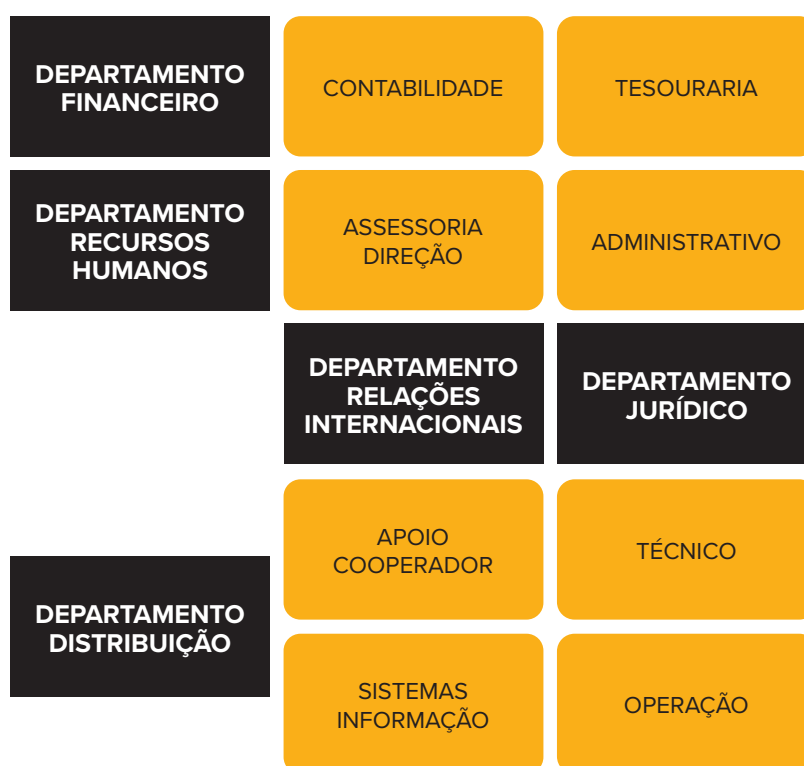 DEPARTAMENTO
FINANCEIRO
CONTABILIDADE
TESOURARIA
DEPARTAMENTO
RECURSOS
HUMANOS
ASSESSORIA
DIREÇÃO
ADMINISTRATIVO
DEPARTAMENTO
RELAÇÕES
INTERNACIONAIS
DEPARTAMENTO
JURÍDICO
DEPARTAMENTO
DISTRIBUIÇÃO
APOIO
COOPERADOR
TÉCNICO
SISTEMAS
INFORMAÇÃO
OPERAÇÃO